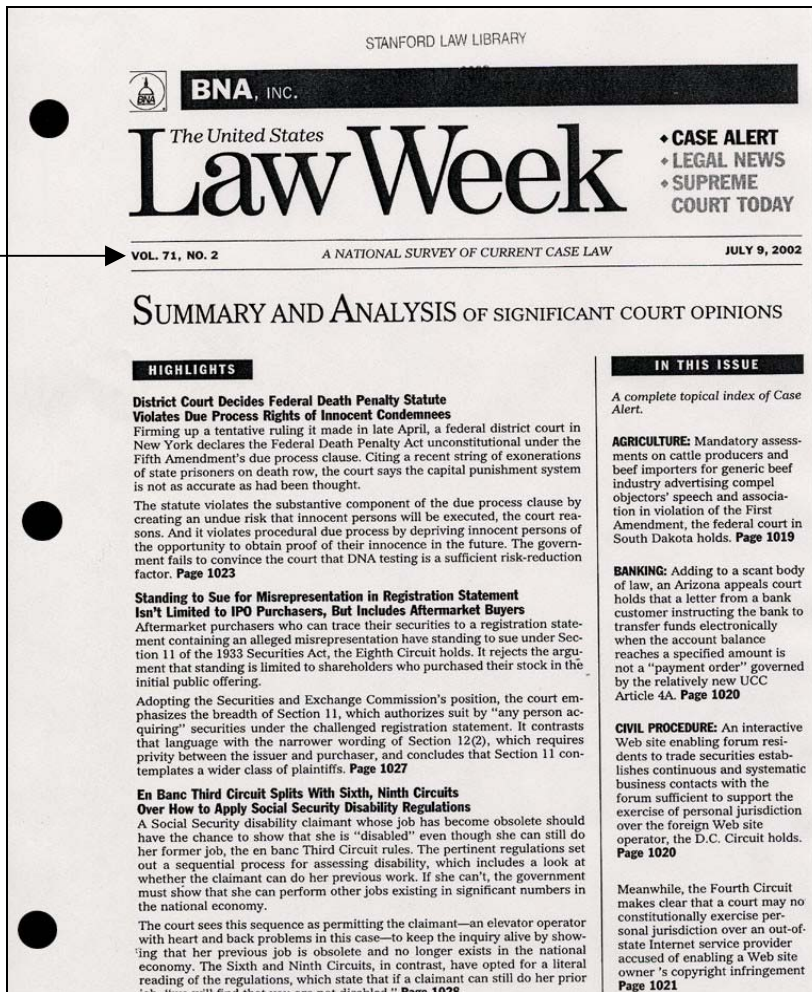 STANFORD LAW LIBRARY
BNA
BNA, INC.
The United States
Law Week
◆ CASE ALERT
◆ LEGAL NEWS
◆ SUPREME
COURT TODAY
VOL. 71, NO. 2
A NATIONAL SURVEY OF CURRENT CASE LAW
JULY 9, 2002
SUMMARY AND ANALYSIS OF SIGNIFICANT COURT OPINIONS
HIGHLIGHTS
District Court Decides Federal Death Penalty Statute
Violates Due Process Rights of Innocent Condemnees
Firming up a tentative ruling it made in late April, a federal district court in
New York declares the Federal Death Penalty Act unconstitutional under the
Fifth Amendment's due process clause. Citing a recent string of exonerations
of state prisoners on death row, the court says the capital punishment system
is not as accurate as had been thought.
The statute violates the substantive component of the due process clause by
creating an undue risk that innocent persons will be executed, the court rea-
sons. And it violates procedural due process by depriving innocent persons of
the opportunity to obtain proof of their innocence in the future. The govern-
ment fails to convince the court that DNA testing is a sufficient risk-reduction
factor. Page 1023
Standing to Sue for Misrepresentation in Registration Statement
Isn't Limited to IPO Purchasers, But Includes Aftermarket Buyers
Aftermarket purchasers who can trace their securities to a registration state-
ment containing an alleged misrepresentation have standing to sue under Sec-
tion 11 of the 1933 Securities Act, the Eighth Circuit holds. It rejects the argu-
ment that standing is limited to shareholders who purchased their stock in the
initial public offering.
Adopting the Securities and Exchange Commission's position, the court em-
phasizes the breadth of Section 11, which authorizes suit by "any person ac-
quiring" securities under the challenged registration statement. It contrasts
that language with the narrower wording of Section 12(2), which requires
privity between the issuer and purchaser, and concludes that Section 11 con-
templates a wider class of plaintiffs. Page 1027
En Banc Third Circuit Splits With Sixth, Ninth Circuits
Over How to Apply Social Security Disability Regulations
A Social Security disability claimant whose job has become obsolete should
have the chance to show that she is "disabled" even though she can still do
her former job, the en banc Third Circuit rules. The pertinent regulations set
out a sequential process for assessing disability, which includes a look at
whether the claimant can do her previous work. If she can't, the government
must show that she can perform other jobs existing in significant numbers in
the national economy.
The court sees this sequence as permitting the claimant—an elevator operator
with heart and back problems in this case—to keep the inquiry alive by show-
ing that her previous job is obsolete and no longer exists in the national
economy. The Sixth and Ninth Circuits, in contrast, have opted for a literal
reading of the regulations, which state that if a claimant can still do her prior
job, "we will find that you are not disabled." Page 1028
IN THIS ISSUE
A complete topical index of Case
Alert.
AGRICULTURE: Mandatory assess-
ments on cattle producers and
beef importers for generic beef
industry advertising compel
objectors' speech and associa-
tion in violation of the First
Amendment, the federal court in
South Dakota holds. Page 1019
BANKING: Adding to a scant body
of law, an Arizona appeals court
holds that a letter from a bank
customer instructing the bank to
transfer funds electronically
when the account balance
reaches a specified amount is
not a "payment order" governed
by the relatively new UCC
Article 4A. Page 1020
CIVIL PROCEDURE: An interactive
Web site enabling forum resi-
dents to trade securities estab-
lishes continuous and systematic
business contacts with the
forum sufficient to support the
exercise of personal jurisdiction
over the foreign Web site
operator, the D.C. Circuit holds.
Page 1020
Meanwhile, the Fourth Circuit
makes clear that a court may no
constitutionally exercise per-
sonal jurisdiction over an out-of-
state Internet service provider
accused of enabling a Web site
owner 's copyright infringement
Page 1021